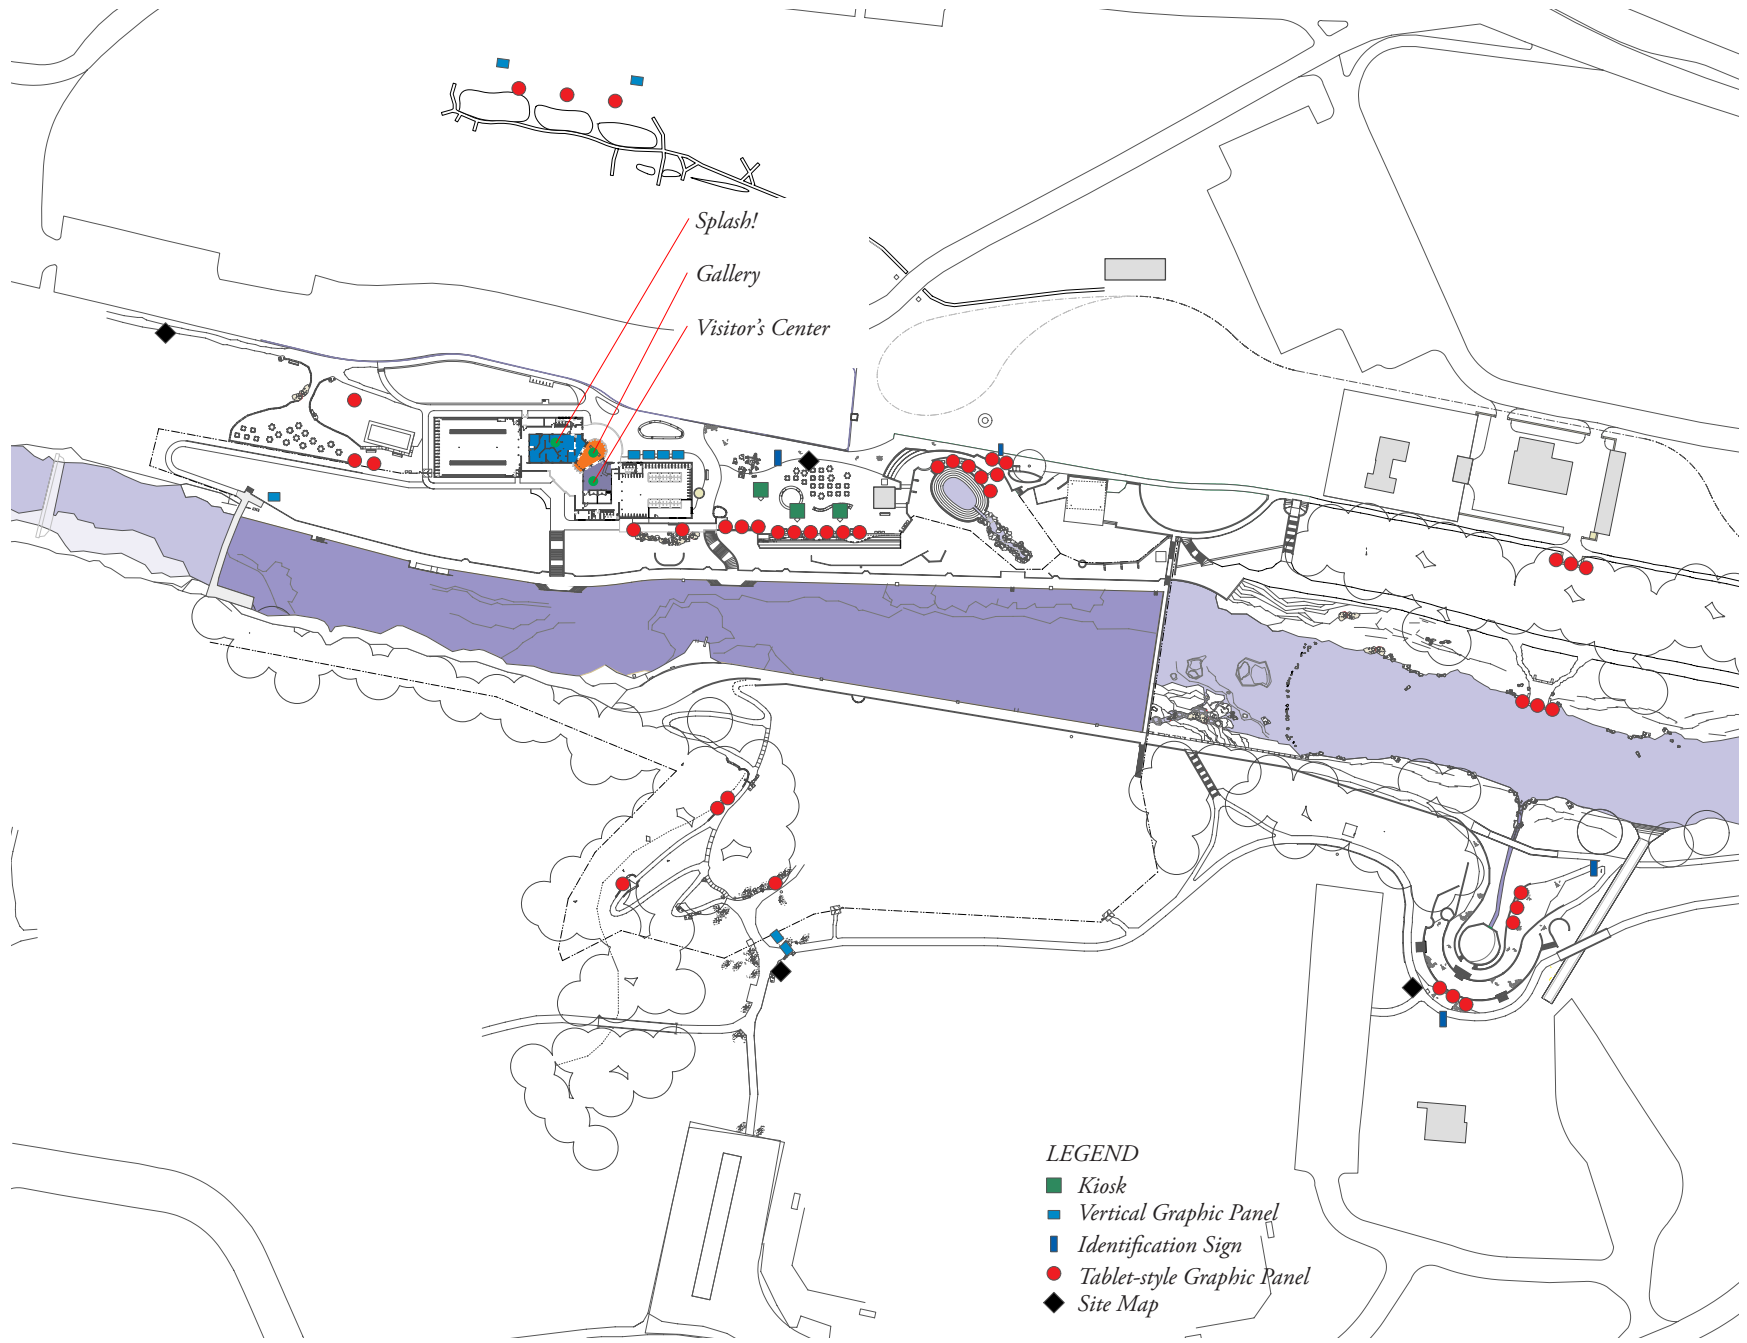 Splash!
Gallery
Visitor's Center
LEGEND
Kiosk
Vertical Graphic Panel
Identification Sign
Tablet-style Graphic Panel
Site Map